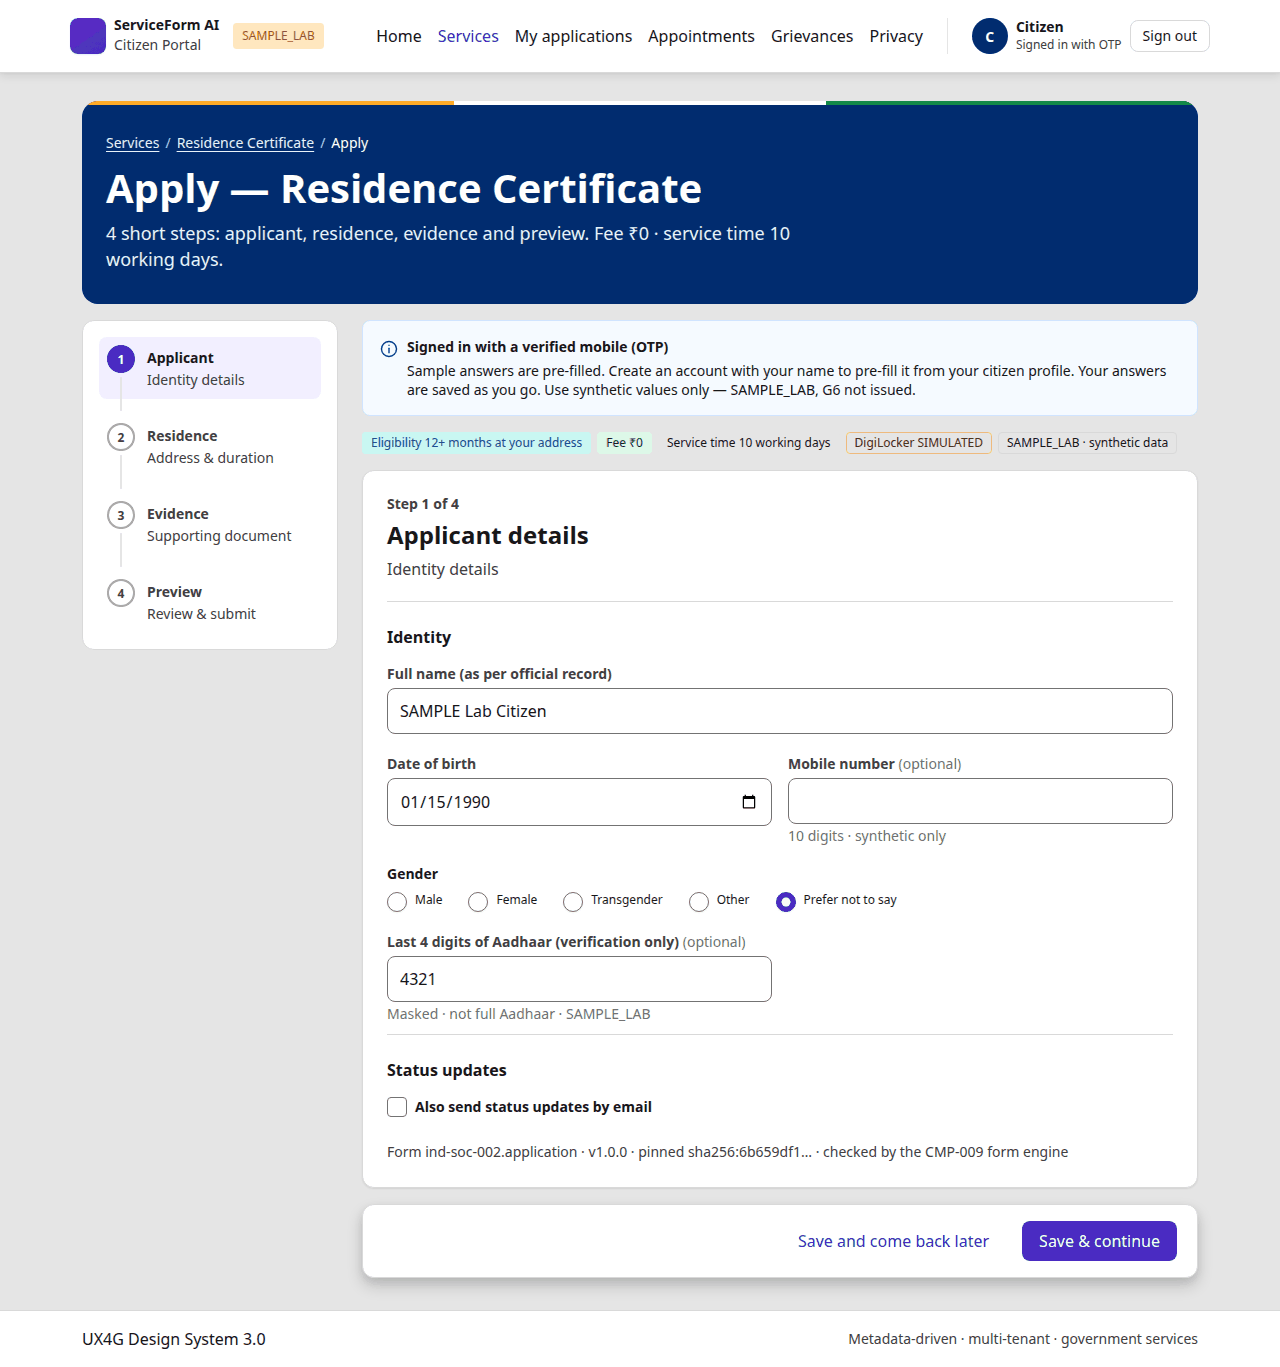 ServiceForm AI
Citizen Portal
SAMPLE_LAB
Home
Services
My applications
Appointments
Grievances
Privacy
C
Citizen
Signed in with OTP
Sign out
Services / Residence Certificate / Apply
Apply — Residence Certificate
4 short steps: applicant, residence, evidence and preview. Fee ₹0 · service time 10
working days.
1
Applicant
Identity details
2
Residence
Address & duration
3
Evidence
Supporting document
4
Preview
Review & submit
Signed in with a verified mobile (OTP)
Sample answers are pre-filled. Create an account with your name to pre-fill it from your citizen profile. Your answers
are saved as you go. Use synthetic values only — SAMPLE_LAB, G6 not issued.
Eligibility 12+ months at your address
Fee ₹0
Service time 10 working days
DigiLocker SIMULATED
SAMPLE_LAB · synthetic data
Step 1 of 4
Applicant details
Identity details
Identity
Full name (as per official record)
SAMPLE Lab Citizen
Date of birth
01/15/1990
Mobile number (optional)
10 digits · synthetic only
Gender
Male
Female
Transgender
Other
Prefer not to say
Last 4 digits of Aadhaar (verification only) (optional)
4321
Masked · not full Aadhaar · SAMPLE_LAB
Status updates
Also send status updates by email
Form ind-soc-002.application · v1.0.0 · pinned sha256:6b659df1… · checked by the CMP-009 form engine
Save and come back later
Save & continue
UX4G Design System 3.0
Metadata-driven · multi-tenant · government services